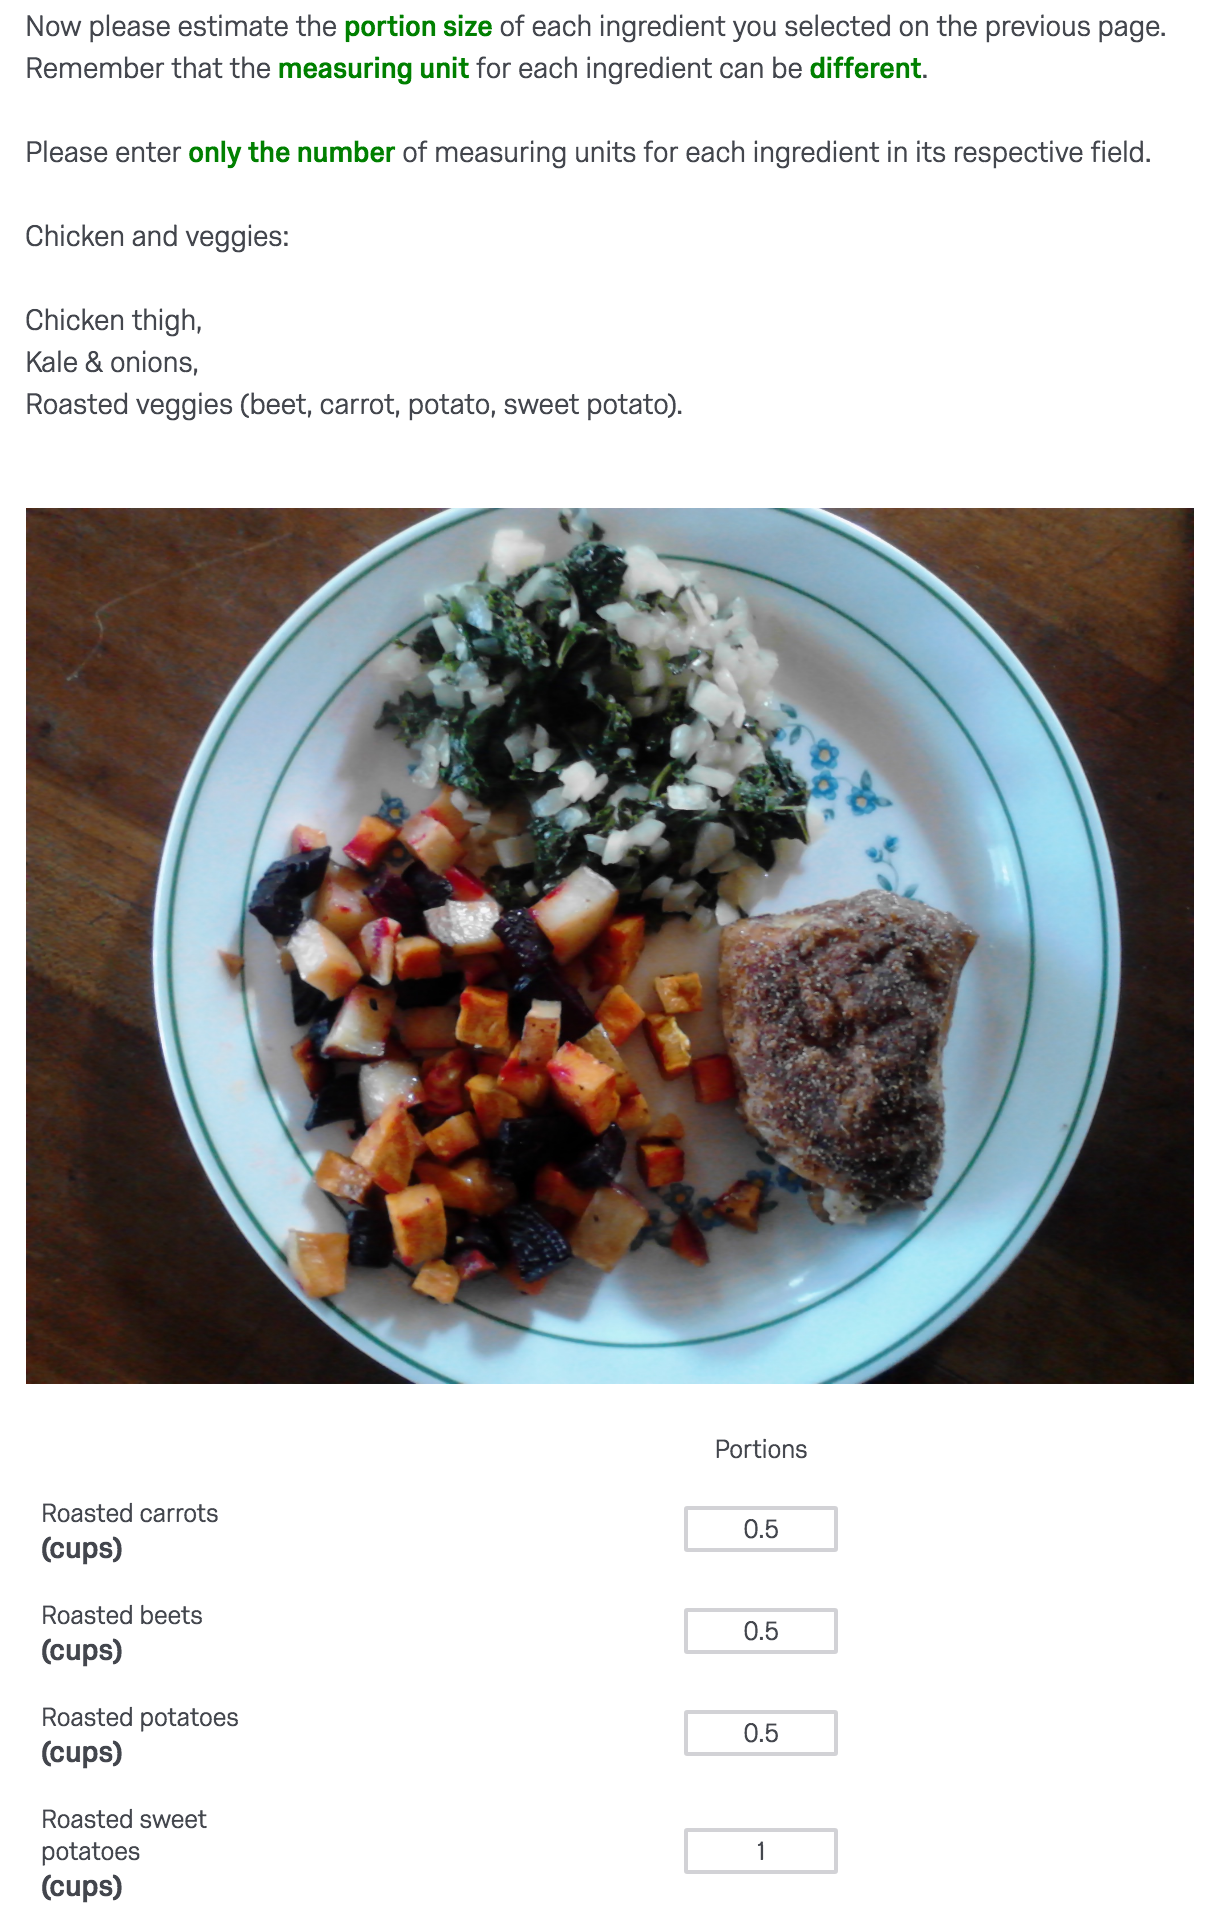 Now please estimate the portion size of each ingredient you selected on the previous page.
Remember that the measuring unit for each ingredient can be different.
Please enter only the number of measuring units for each ingredient in its respective field.
Chicken and veggies:
Chicken thigh,
Kale & onions,
Roasted veggies (beet, carrot, potato, sweet potato).
Portions
Roasted carrots
(cups)
0.5
Roasted beets
(cups)
0.5
Roasted potatoes
(cups)
0.5
Roasted sweet
potatoes
(cups)
1